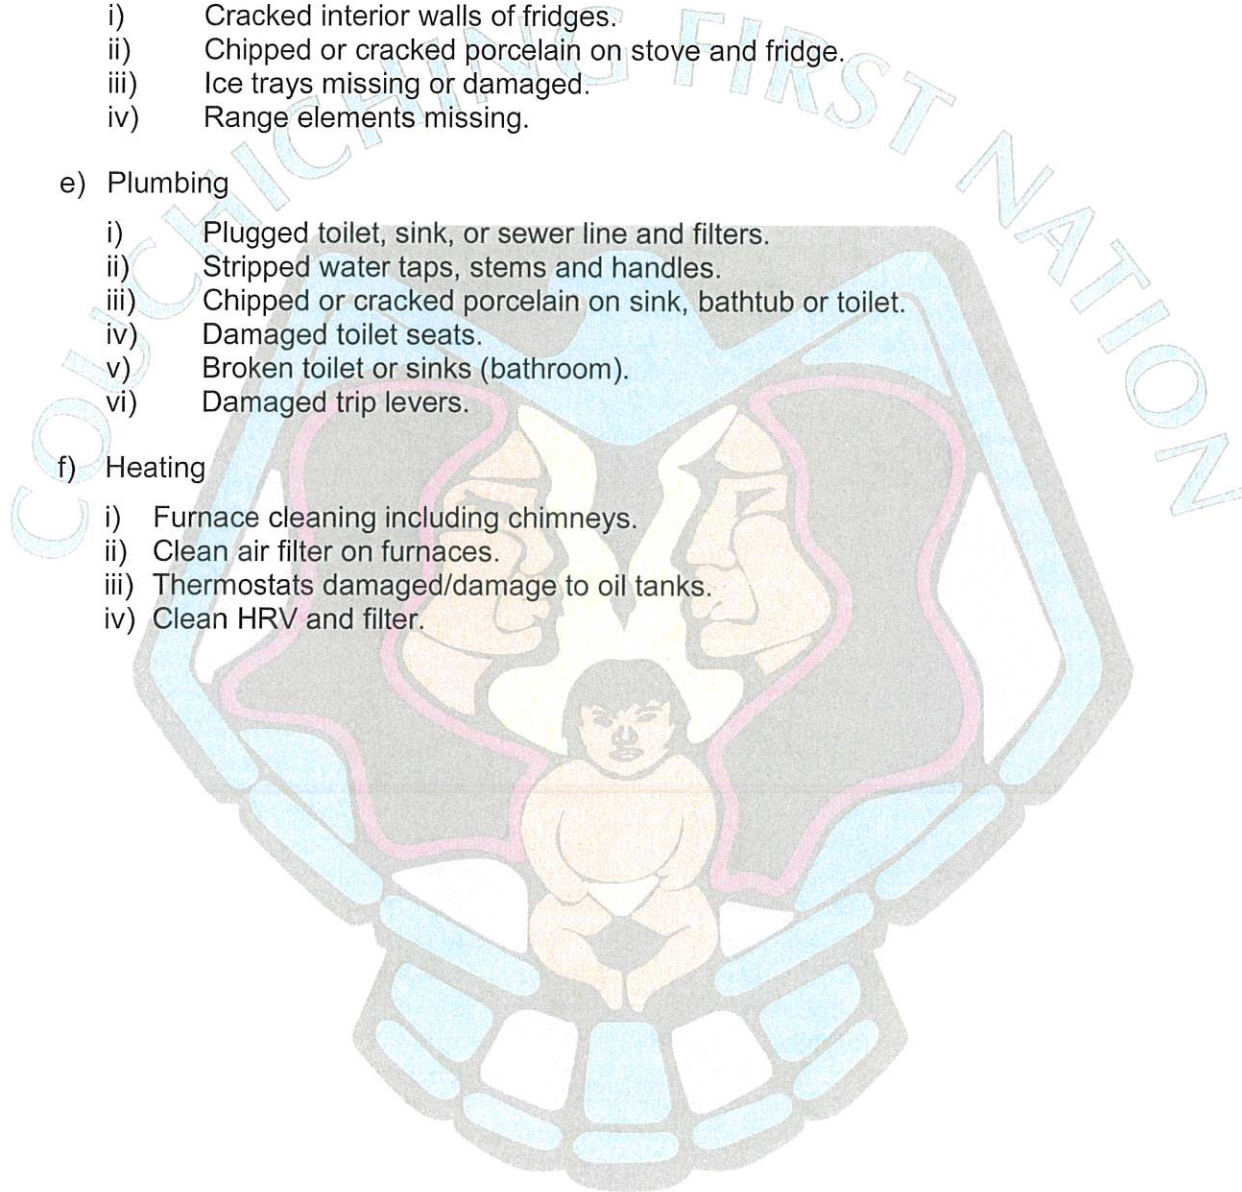 i) Cracked interior walls of fridges.
ii) Chipped or cracked porcelain on stove and fridge.
iii) Ice trays missing or damaged.
iv) Range elements missing.
e) Plumbing
i) Plugged toilet, sink, or sewer line and filters.
ii) Stripped water taps, stems and handles.
iii) Chipped or cracked porcelain on sink, bathtub or toilet.
iv) Damaged toilet seats.
v) Broken toilet or sinks (bathroom).
vi) Damaged trip levers.
f) Heating
i) Furnace cleaning including chimneys.
ii) Clean air filter on furnaces.
iii) Thermostats damaged/damage to oil tanks.
iv) Clean HRV and filter.
COUCHICHING FIRST NATION